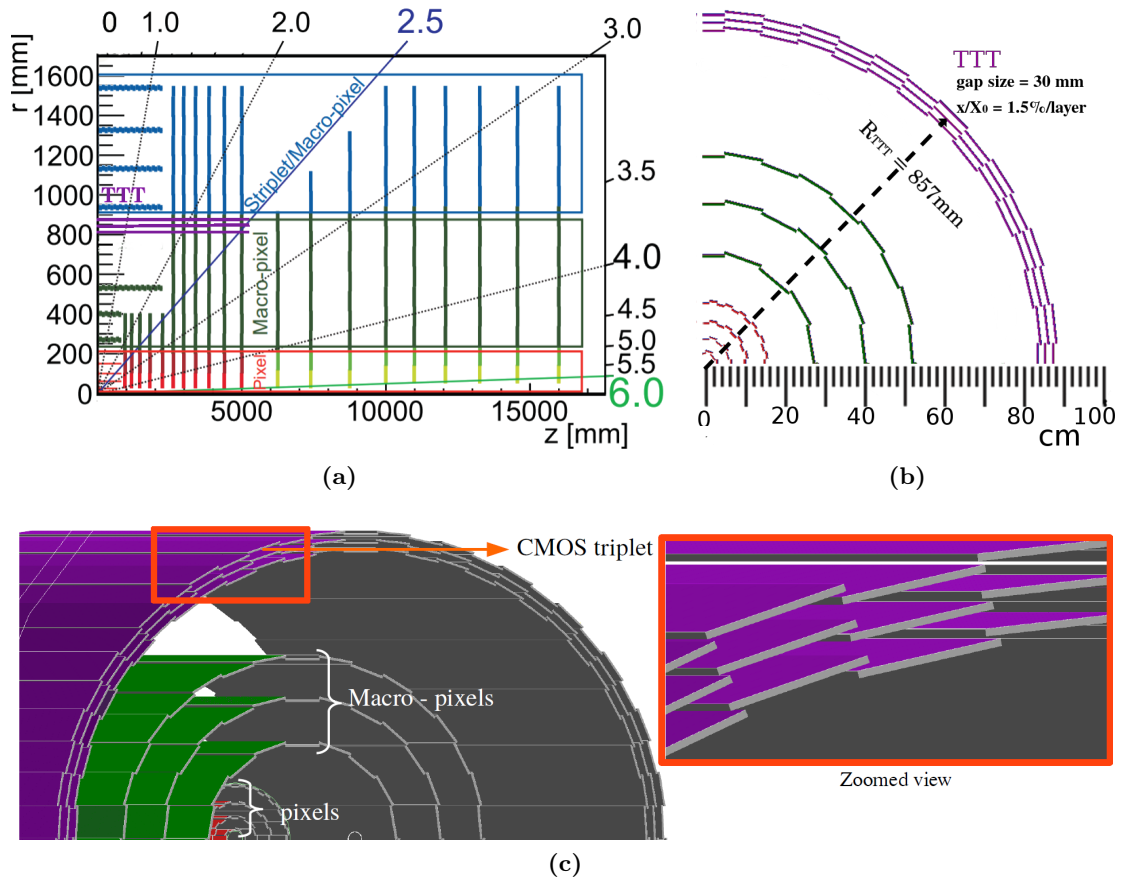 0
1.0
2.0
2.5
3.0
3.5
4.0
4.5
5.0
5.5
6.0
r [mm]
1600
1400
1200
1000
800
600
400
200
0
TTT
Striplet/Macro-pixel
Macro-pixel
Pixel
5000
10000
15000
z [mm]
(a)
TTT
gap size = 30 mm
x/X₀ = 1.5%/layer
R_TTT = 857mm
0
20
40
60
80
100
cm
(b)
CMOS triplet
Macro - pixels
pixels
Zoomed view
(c)